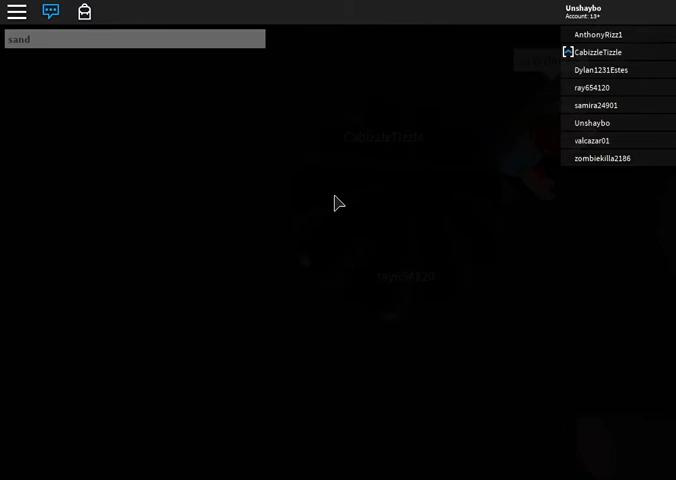 Unshaybo
Account: 13+
sand
AnthonyRizz1
CabizzleTizzle
Dylan1231Estes
ray654120
samira24901
Unshaybo
valcazar01
zombiekilla2186
CabizzleTizzle
ray654120